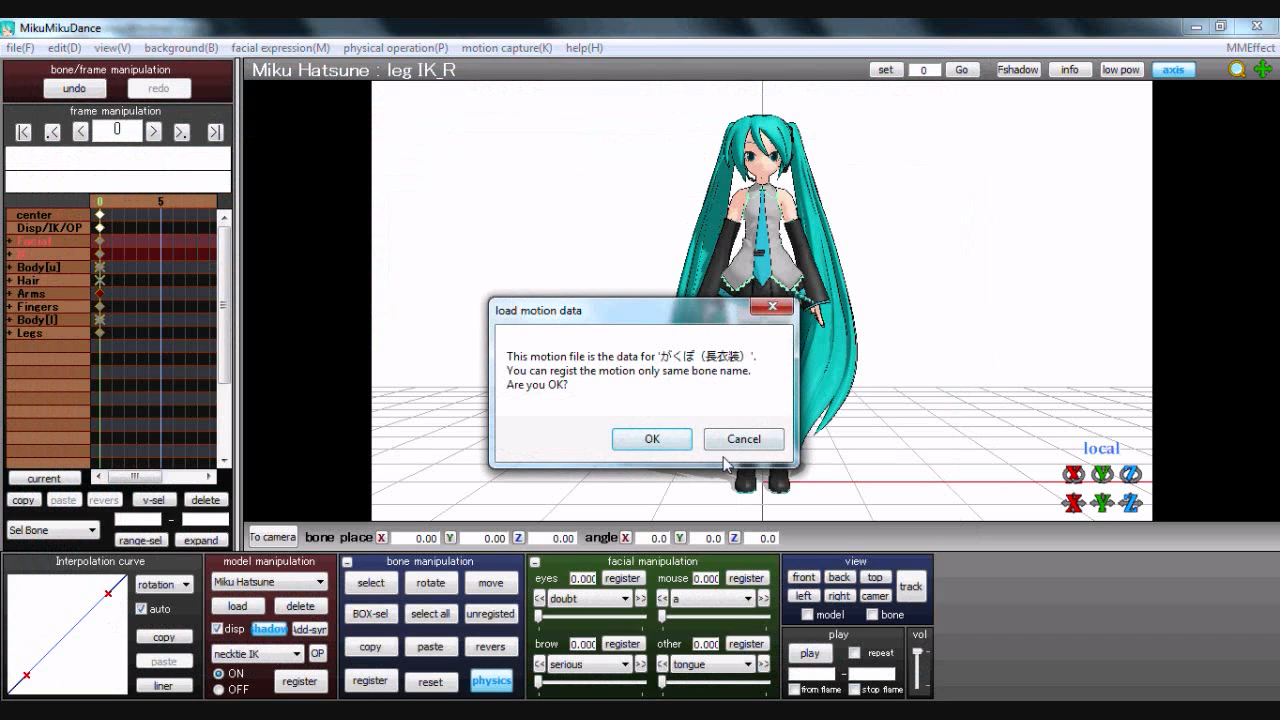 MikuMikuDance
file(F) edit(D) view(V) background(B) facial expression(M) physical operation(P) motion capture(K) help(H) MMEffect
bone/frame manipulation
undo redo
Miku Hatsune : leg IK_R
set 0 Go Fshadow info low pow axis
frame manipulation
0
0 5
center
Disp/IK/OP
Facial
Body[u]
Hair
Arms
Fingers
Body[l]
Legs
load motion data
This motion file is the data for 'がくぽ（長衣装）'.
You can regist the motion only same bone name.
Are you OK?
OK Cancel
local
X Y Z
X Y Z
current
copy paste revers v-sel delete
Sel Bone - range-sel expand
To camera bone place X 0.00 Y 0.00 Z 0.00 angle X 0.0 Y 0.0 Z 0.0
Interpolation curve
rotation
auto
copy
paste
liner
model manipulation
Miku Hatsune
load delete
disp shadow Add-syn
necktie IK OP
ON
OFF
register
bone manipulation
select rotate move
BOX-sel select all unregisted
copy paste revers
register reset physics
facial manipulation
eyes 0.000 register mouse 0.000 register
<< doubt >> << a >>
brow 0.000 register other 0.000 register
<< serious >> << tongue >>
view
front back top
left right camer
track
model bone
play
play repeat
-
from flame stop flame
vol